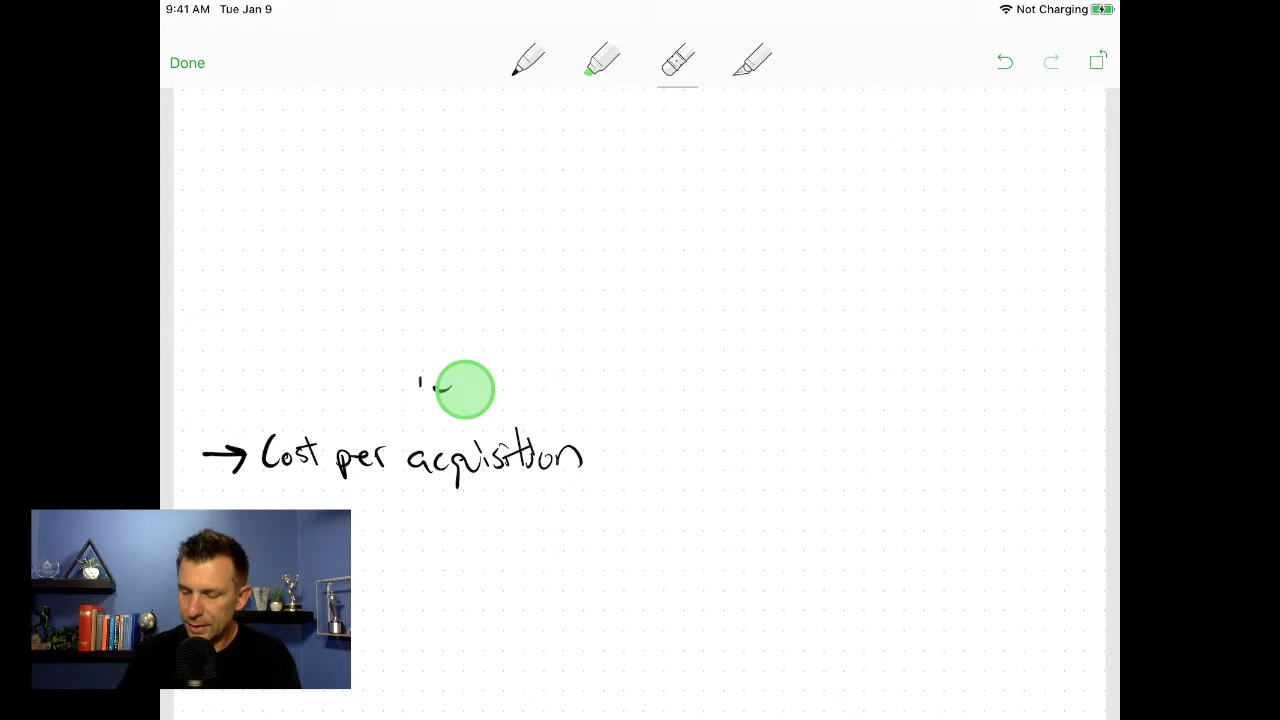 9:41 AM Tue Jan 9 Not Charging
Done
→ Cost per acquisition